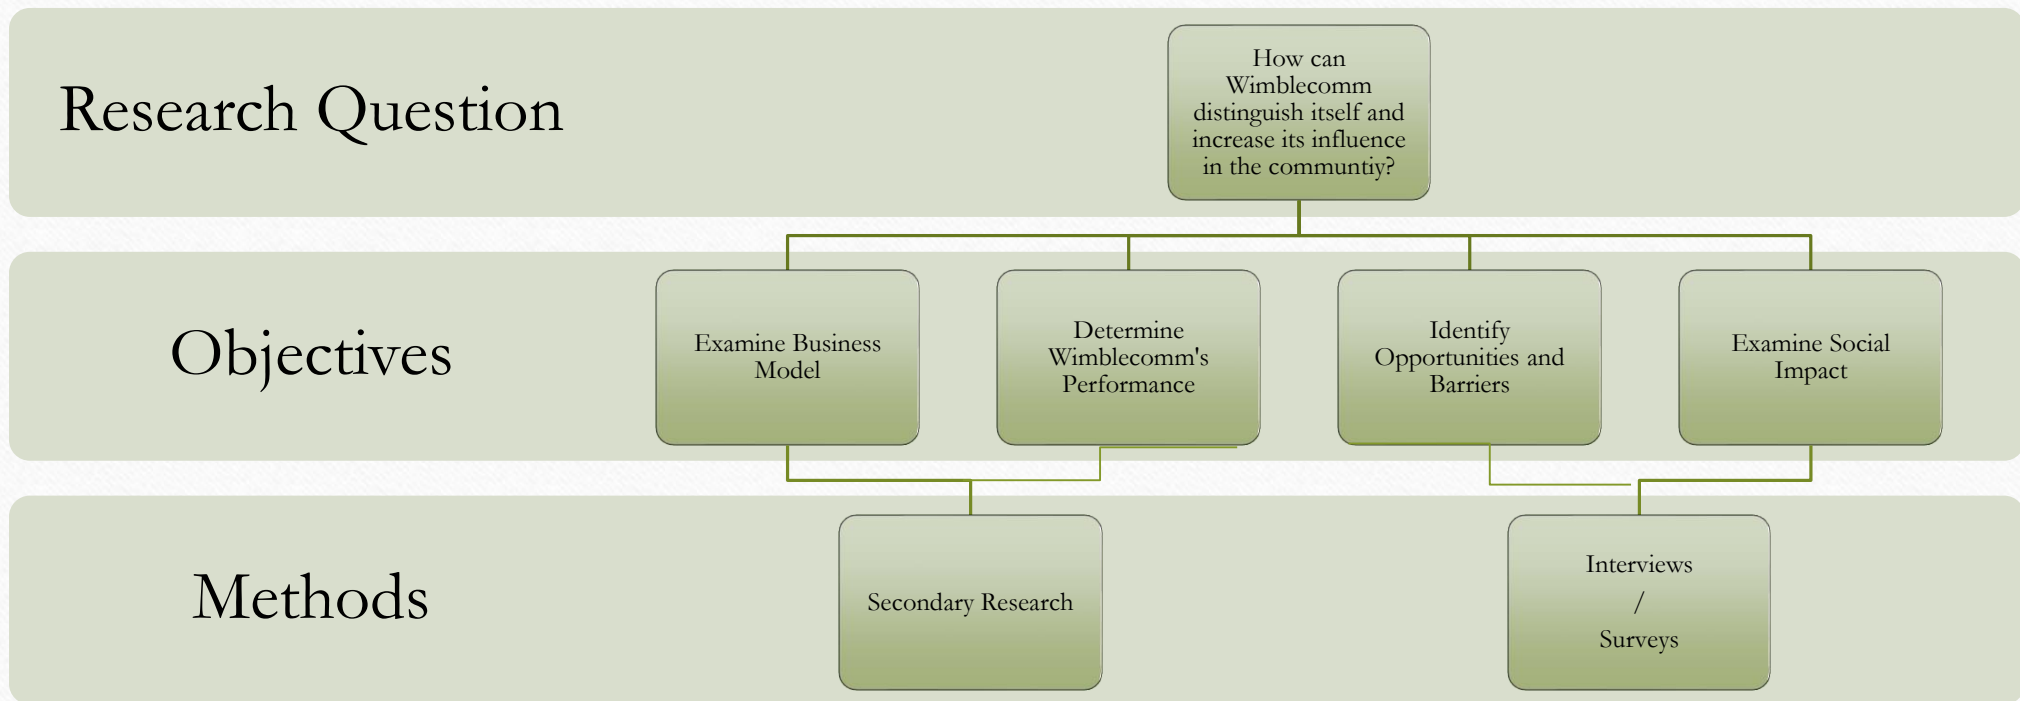 Research Question
How can
Wimblecomm
distinguish itself and
increase its influence
in the communtiy?
Objectives
Examine Business
Model
Determine
Wimblecomm's
Performance
Identify
Opportunities and
Barriers
Examine Social
Impact
Methods
Secondary Research
Interviews
/
Surveys